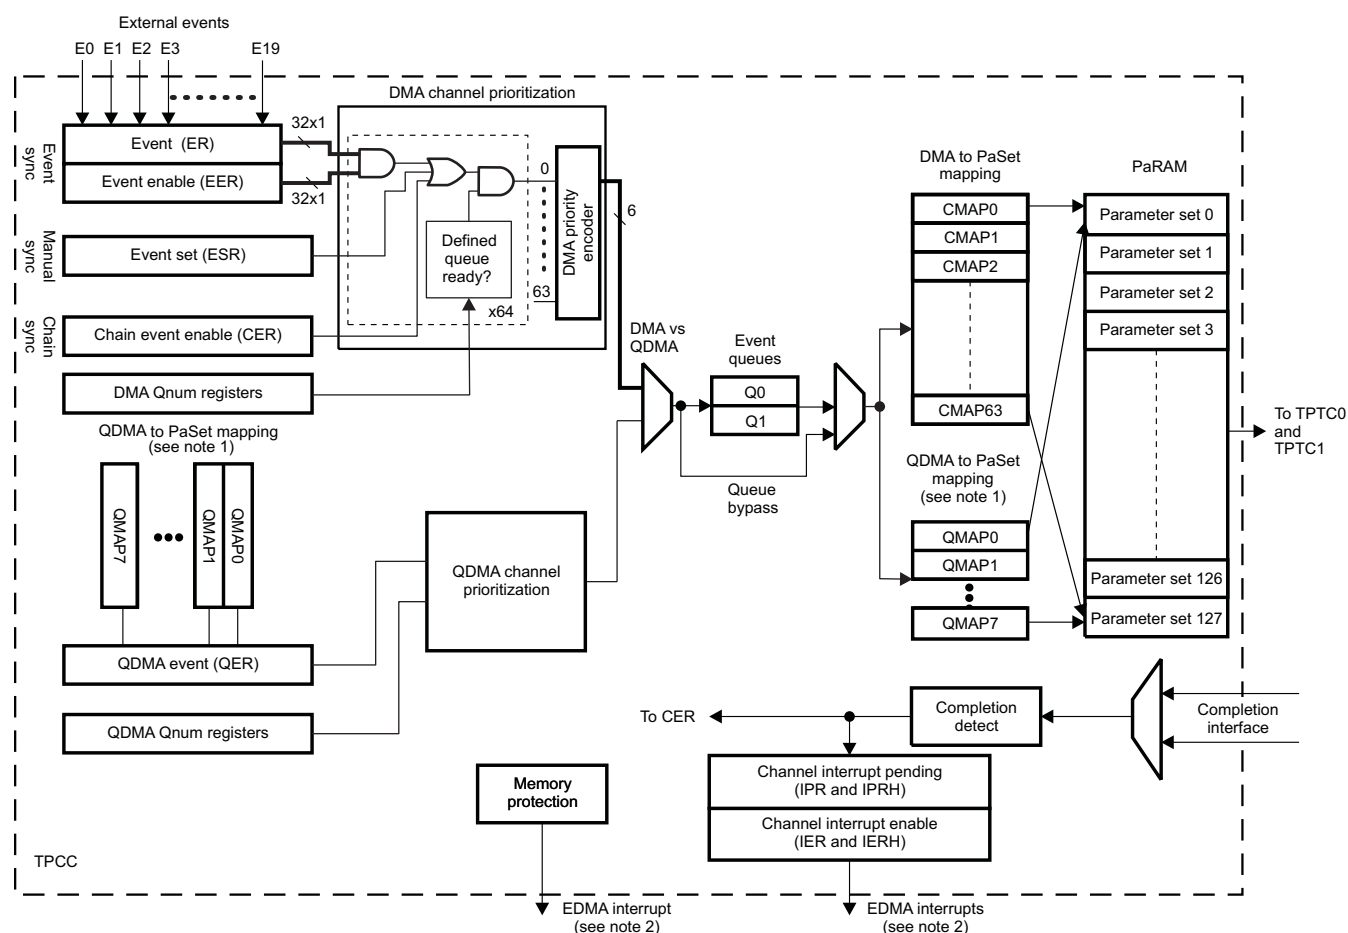 External events
E0 E1 E2 E3 E19
DMA channel prioritization
32x1
Event sync
Event (ER)
Event enable (EER)
32x1
Manual sync
Event set (ESR)
Chain sync
Chain event enable (CER)
DMA Qnum registers
Defined
queue
ready?
x64
0
63
DMA priority
encoder
6
DMA vs
QDMA
Event
queues
Q0
Q1
Queue
bypass
DMA to PaSet
mapping
CMAP0
CMAP1
CMAP2
CMAP63
QDMA to PaSet
mapping
(see note 1)
QMAP0
QMAP1
QMAP7
PaRAM
Parameter set 0
Parameter set 1
Parameter set 2
Parameter set 3
Parameter set 126
Parameter set 127
To TPTC0
and
TPTC1
QDMA to PaSet mapping
(see note 1)
QMAP7
QMAP1
QMAP0
QDMA event (QER)
QDMA Qnum registers
QDMA channel
prioritization
To CER
Completion
detect
Completion
interface
Channel interrupt pending
(IPR and IPRH)
Channel interrupt enable
(IER and IERH)
Memory
protection
TPCC
EDMA interrupt
(see note 2)
EDMA interrupts
(see note 2)